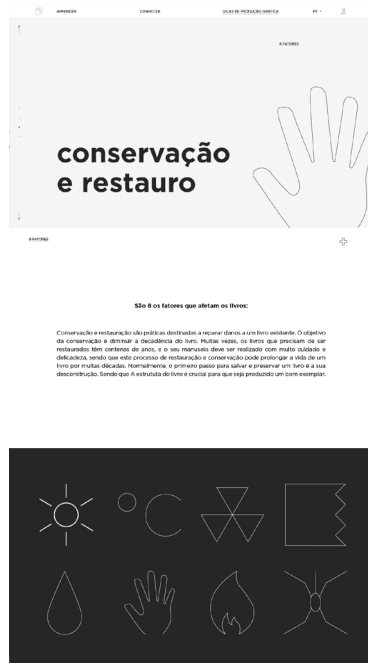 APRENDER
CONHECER
DICAS DE PRODUÇÃO GRÁFICA
PT
8 FATORES
conservação
e restauro
8 FATORES
São 8 os fatores que afetam os livros:
Conservação e restauração são práticas destinadas a reparar danos a um livro existente. O objetivo
da conservação é diminuir a decadência do livro. Muitas vezes, os livros que precisam de ser
restaurados têm centenas de anos, e o seu manuseio deve ser realizado com muito cuidado e
delicadeza, sendo que este processo de restauração e conservação pode prolongar a vida de um
livro por muitas décadas. Normalmente, o primeiro passo para salvar e preservar um livro é a sua
desconstrução. Sendo que A estrututa do livro é crucial para que seja produzido um bom exemplar.
°C